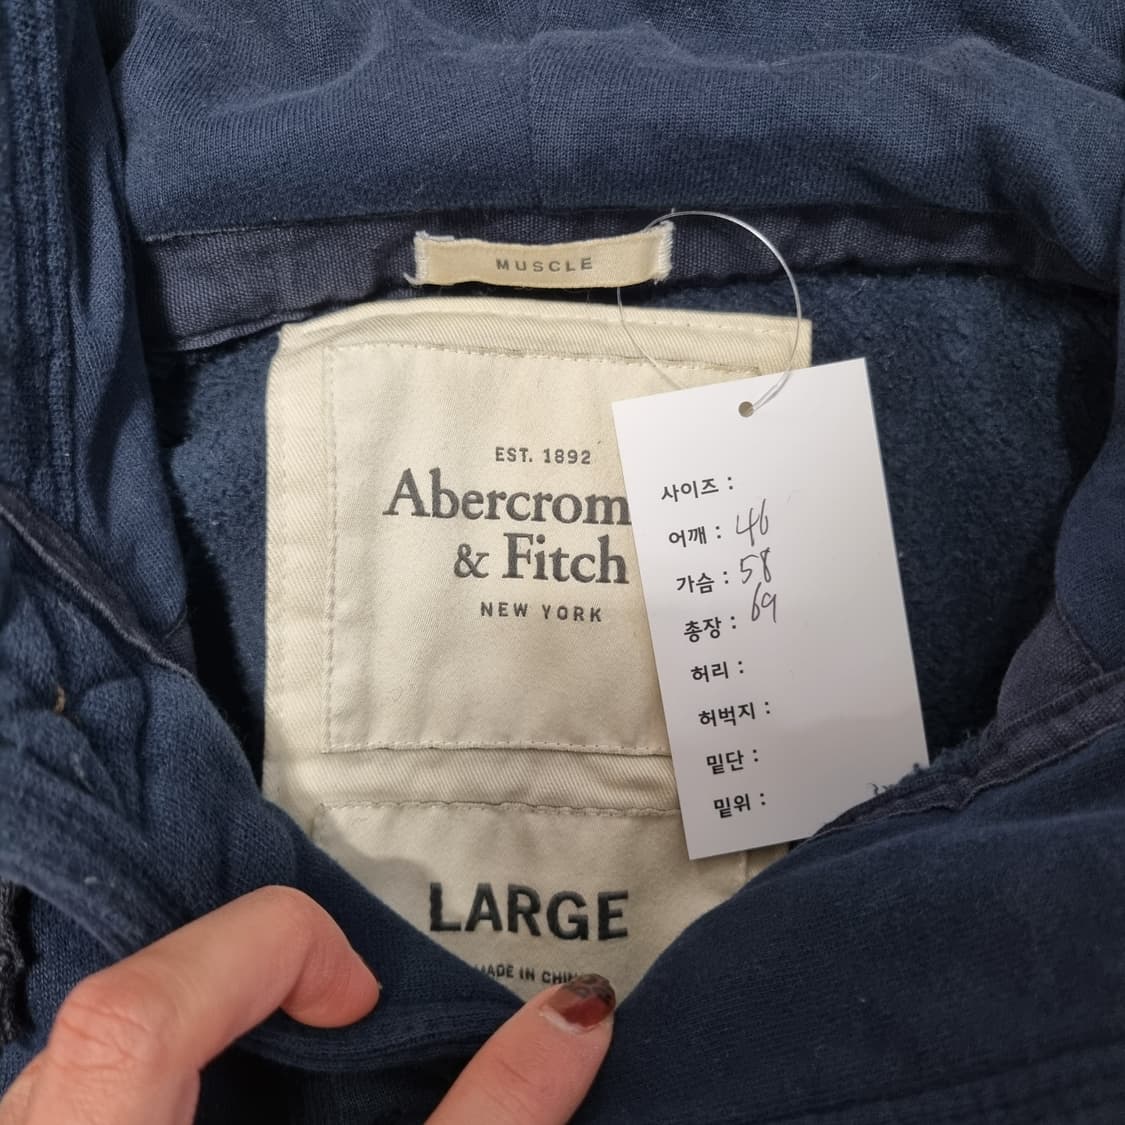 MUSCLE
EST. 1892
Abercrom
& Fitch
NEW YORK
사이즈 :
어깨 : 46
가슴 : 58
총장 : 69
허리 :
허벅지 :
밑단 :
밑위 :
LARGE
MADE IN CHIN